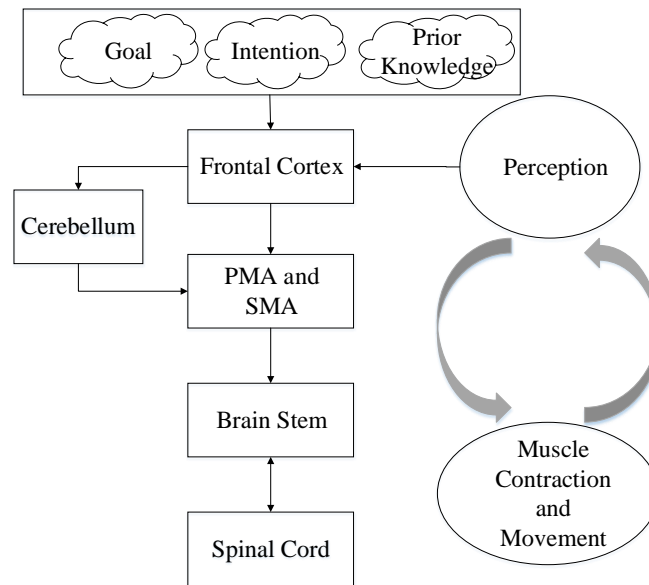 Goal
Intention
Prior
Knowledge
Frontal Cortex
Perception
Cerebellum
PMA and
SMA
Brain Stem
Muscle
Contraction
and
Movement
Spinal Cord